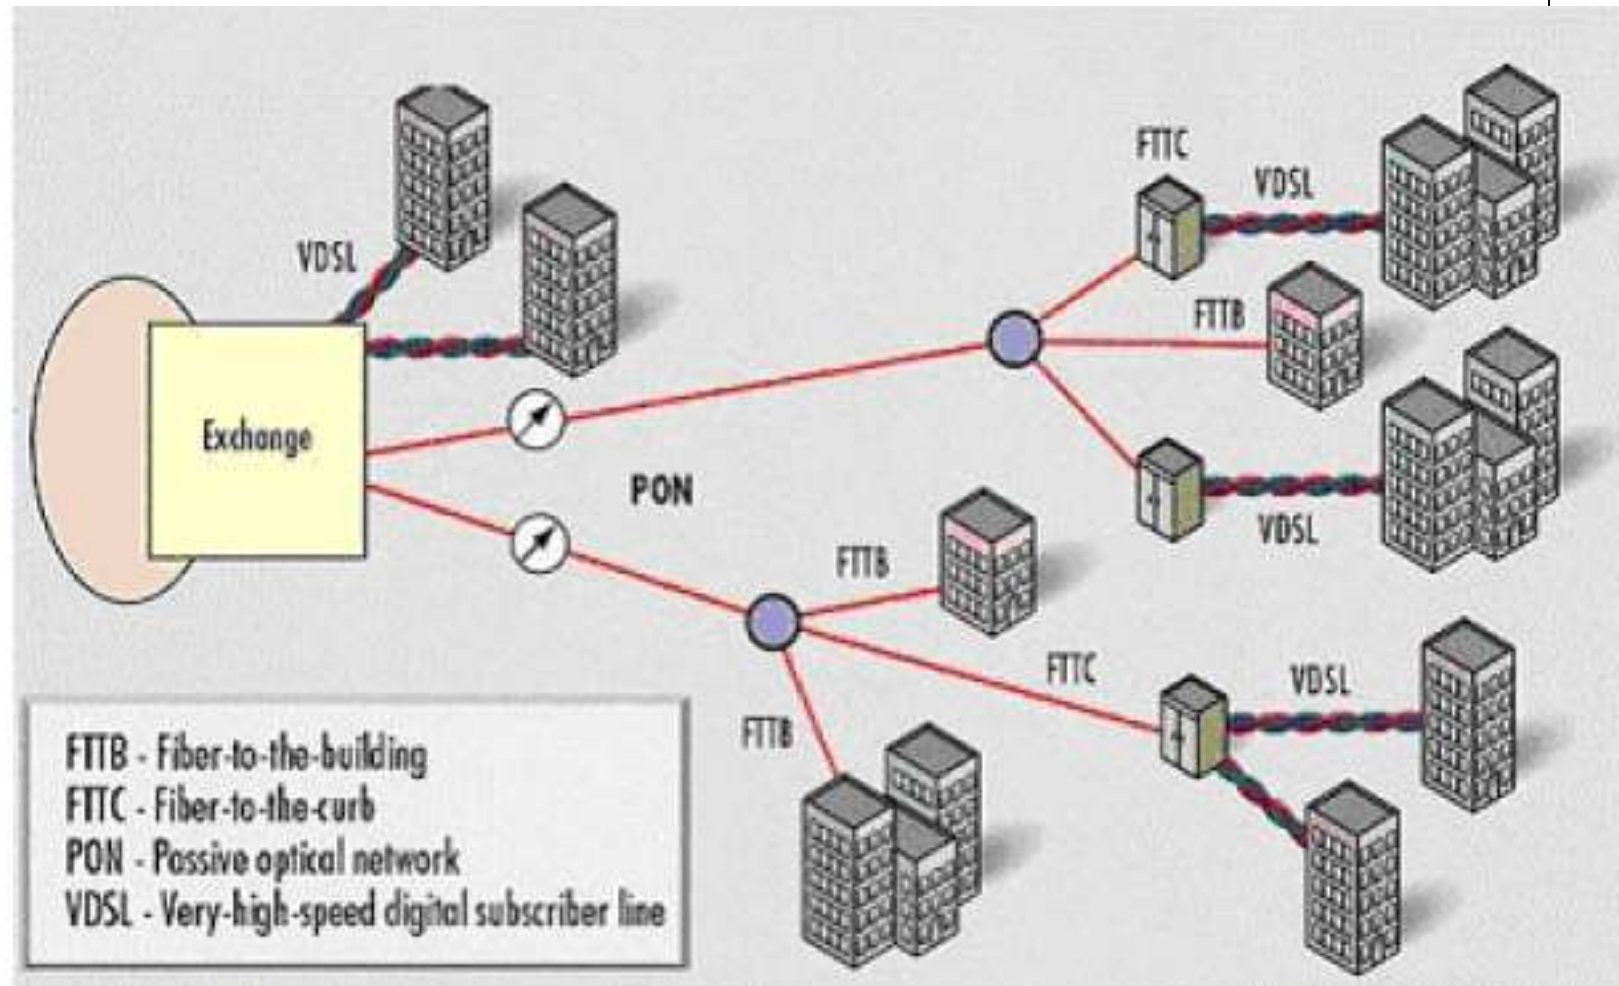 FTTC
VDSL
VDSL
FTTB
Exchange
PON
VDSL
FTTB
FTTC
VDSL
FTTB
FTTB - Fiber-to-the-building
FTTC - Fiber-to-the-curb
PON - Passive optical network
VDSL - Very-high-speed digital subscriber line